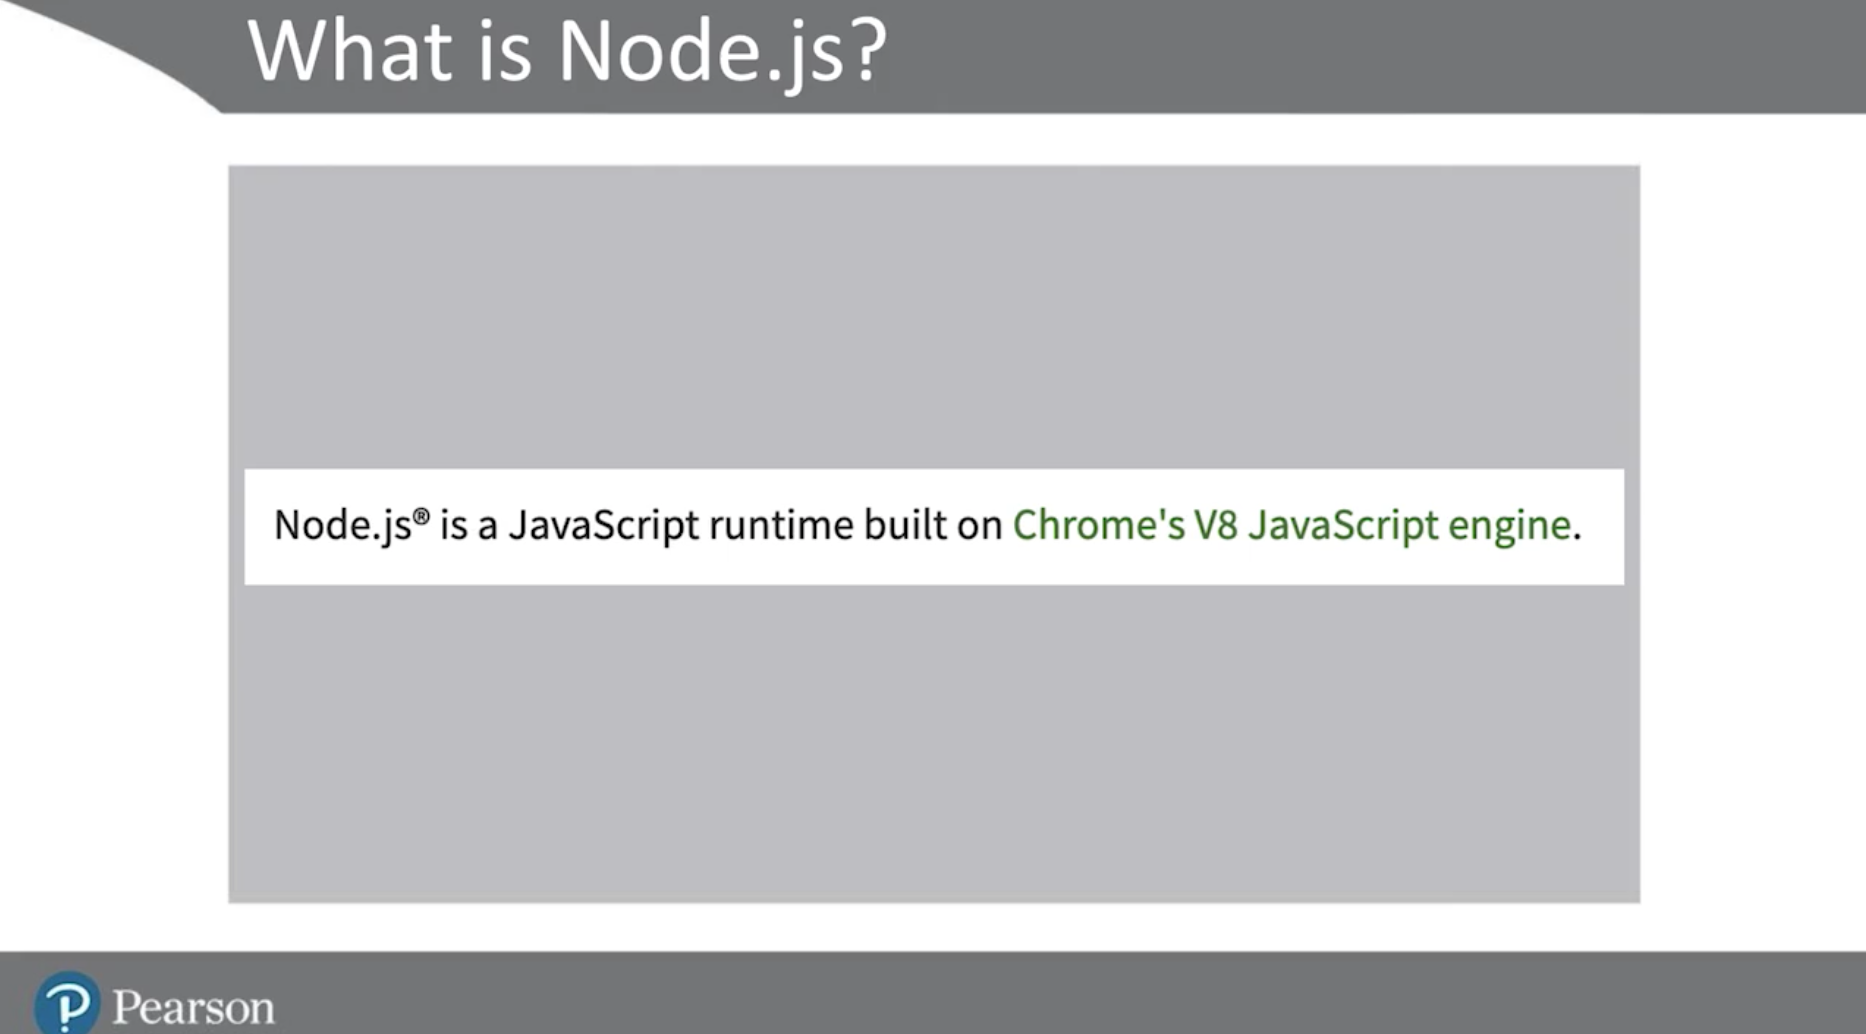 What is Node.js?
Node.js® is a JavaScript runtime built on Chrome's V8 JavaScript engine.
Pearson